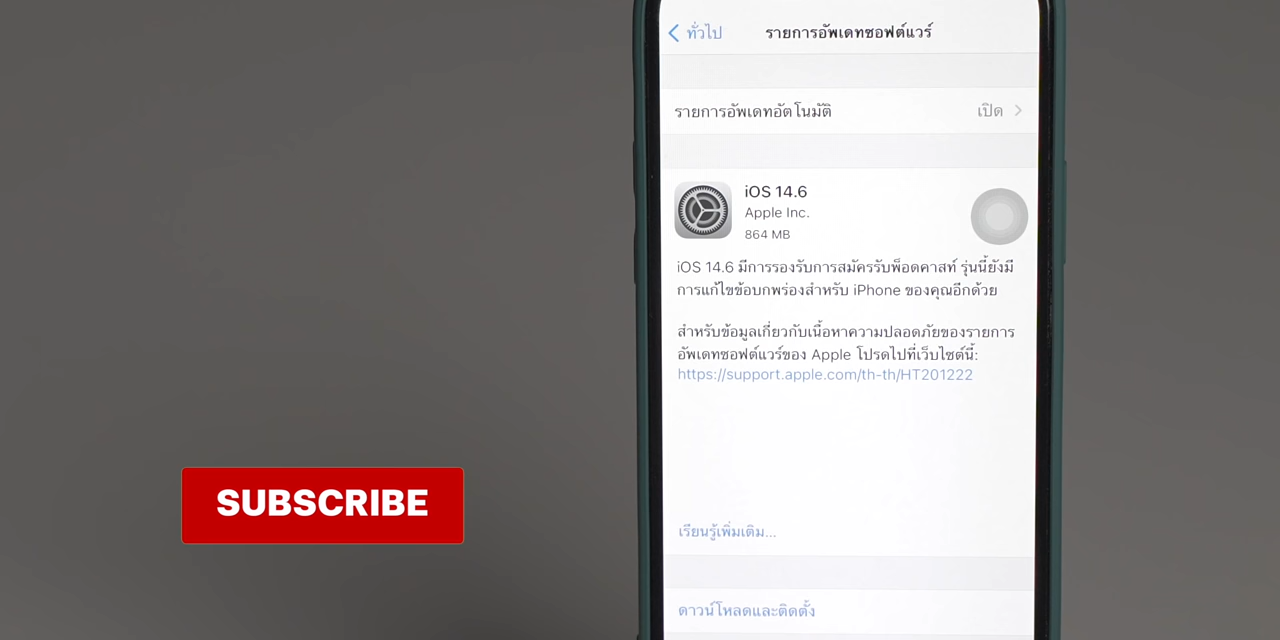 ทั่วไป
รายการอัพเดทซอฟต์แวร์
รายการอัพเดทอัตโนมัติ
เปิด
iOS 14.6
Apple Inc.
864 MB
iOS 14.6 มีการรองรับการสมัครรับพ็อดคาสท์ รุ่นนี้ยังมี
การแก้ไขข้อบกพร่องสำหรับ iPhone ของคุณอีกด้วย
สำหรับข้อมูลเกี่ยวกับเนื้อหาความปลอดภัยของรายการ
อัพเดทซอฟต์แวร์ของ Apple โปรดไปที่เว็บไซต์นี้:
https://support.apple.com/th-th/HT201222
เรียนรู้เพิ่มเติม...
ดาวน์โหลดและติดตั้ง
SUBSCRIBE